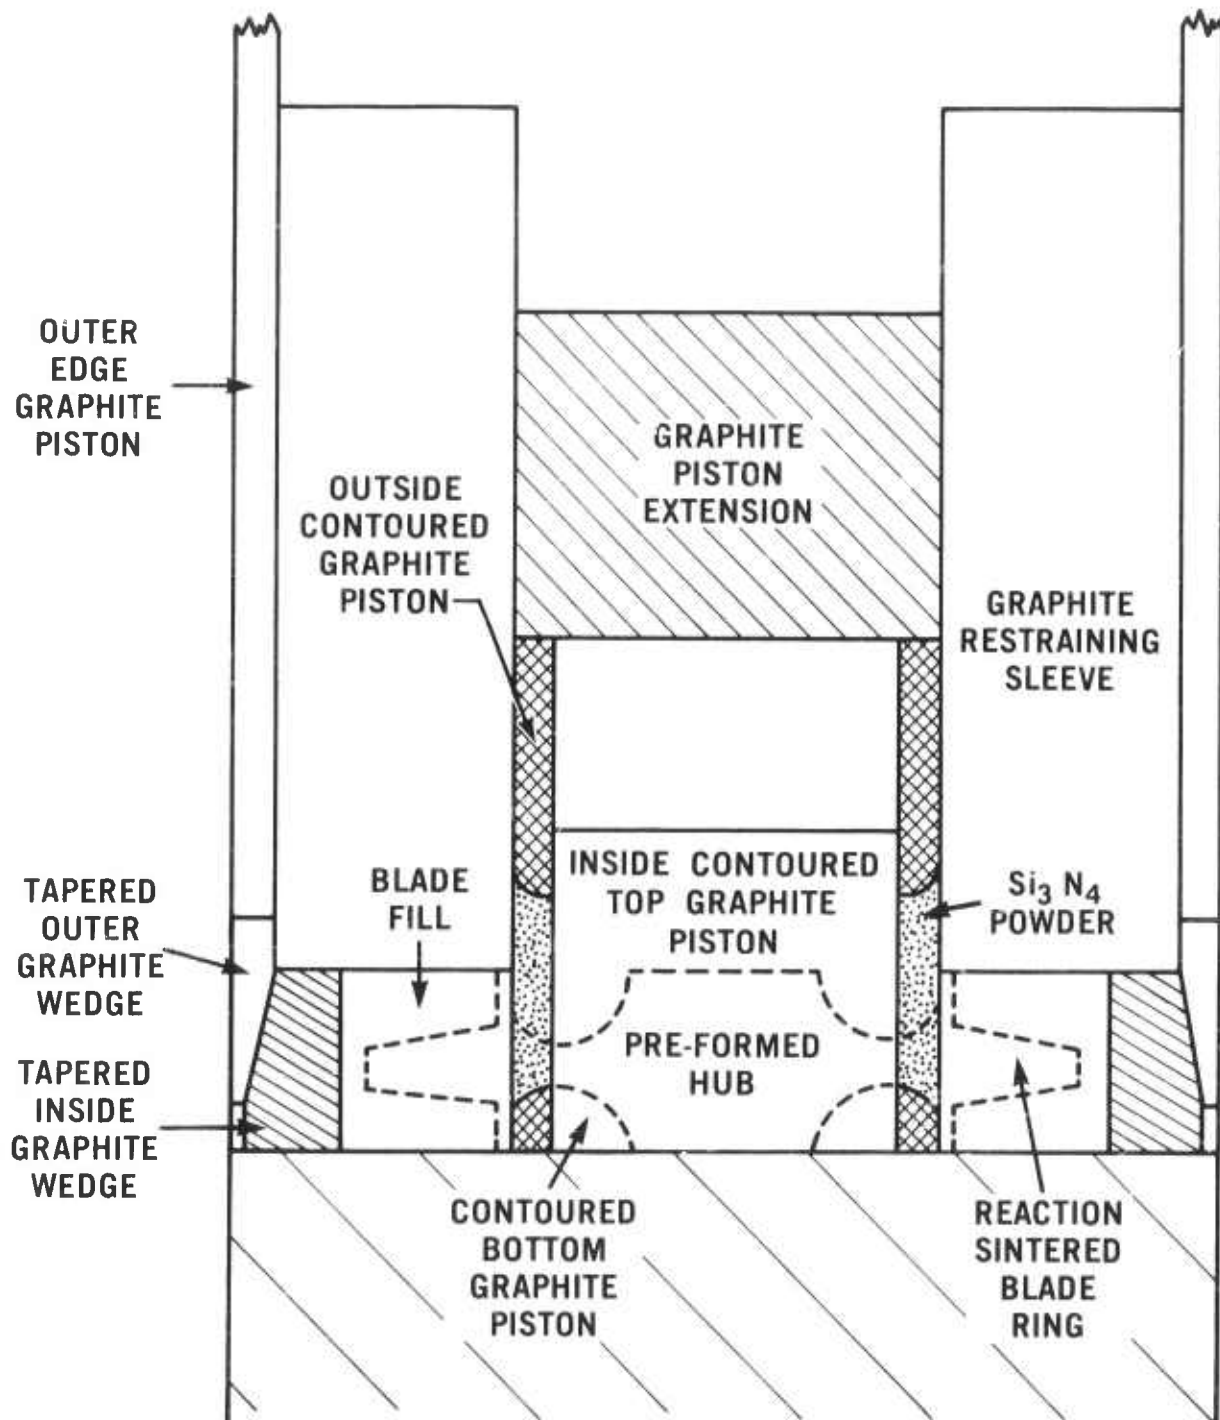 OUTER
EDGE
GRAPHITE
PISTON
GRAPHITE
PISTON
EXTENSION
OUTSIDE
CONTOURED
GRAPHITE
PISTON
GRAPHITE
RESTRAINING
SLEEVE
TAPERED
OUTER
GRAPHITE
WEDGE
BLADE
FILL
INSIDE CONTOURED
TOP GRAPHITE
PISTON
Si₃ N₄
POWDER
PRE-FORMED
HUB
TAPERED
INSIDE
GRAPHITE
WEDGE
CONTOURED
BOTTOM
GRAPHITE
PISTON
REACTION
SINTERED
BLADE
RING